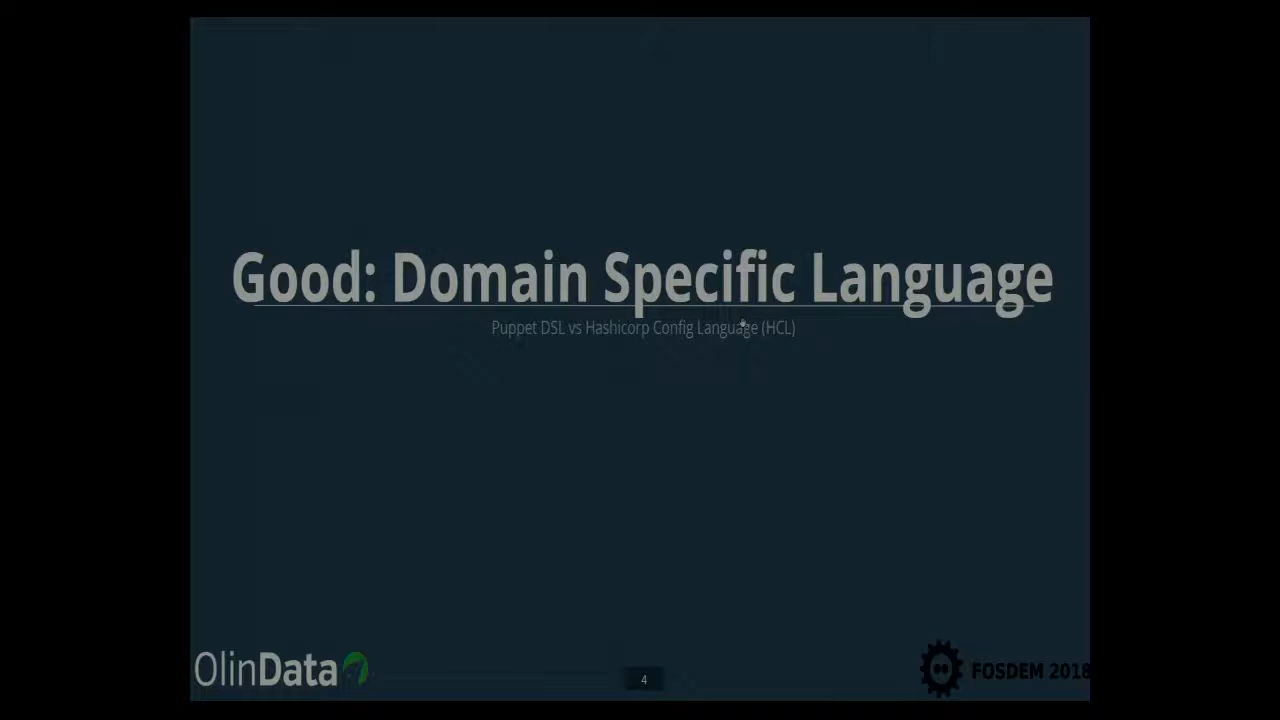 Good: Domain Specific Language
Puppet DSL vs Hashicorp Config Language (HCL)
OlinData
4
FOSDEM 2018